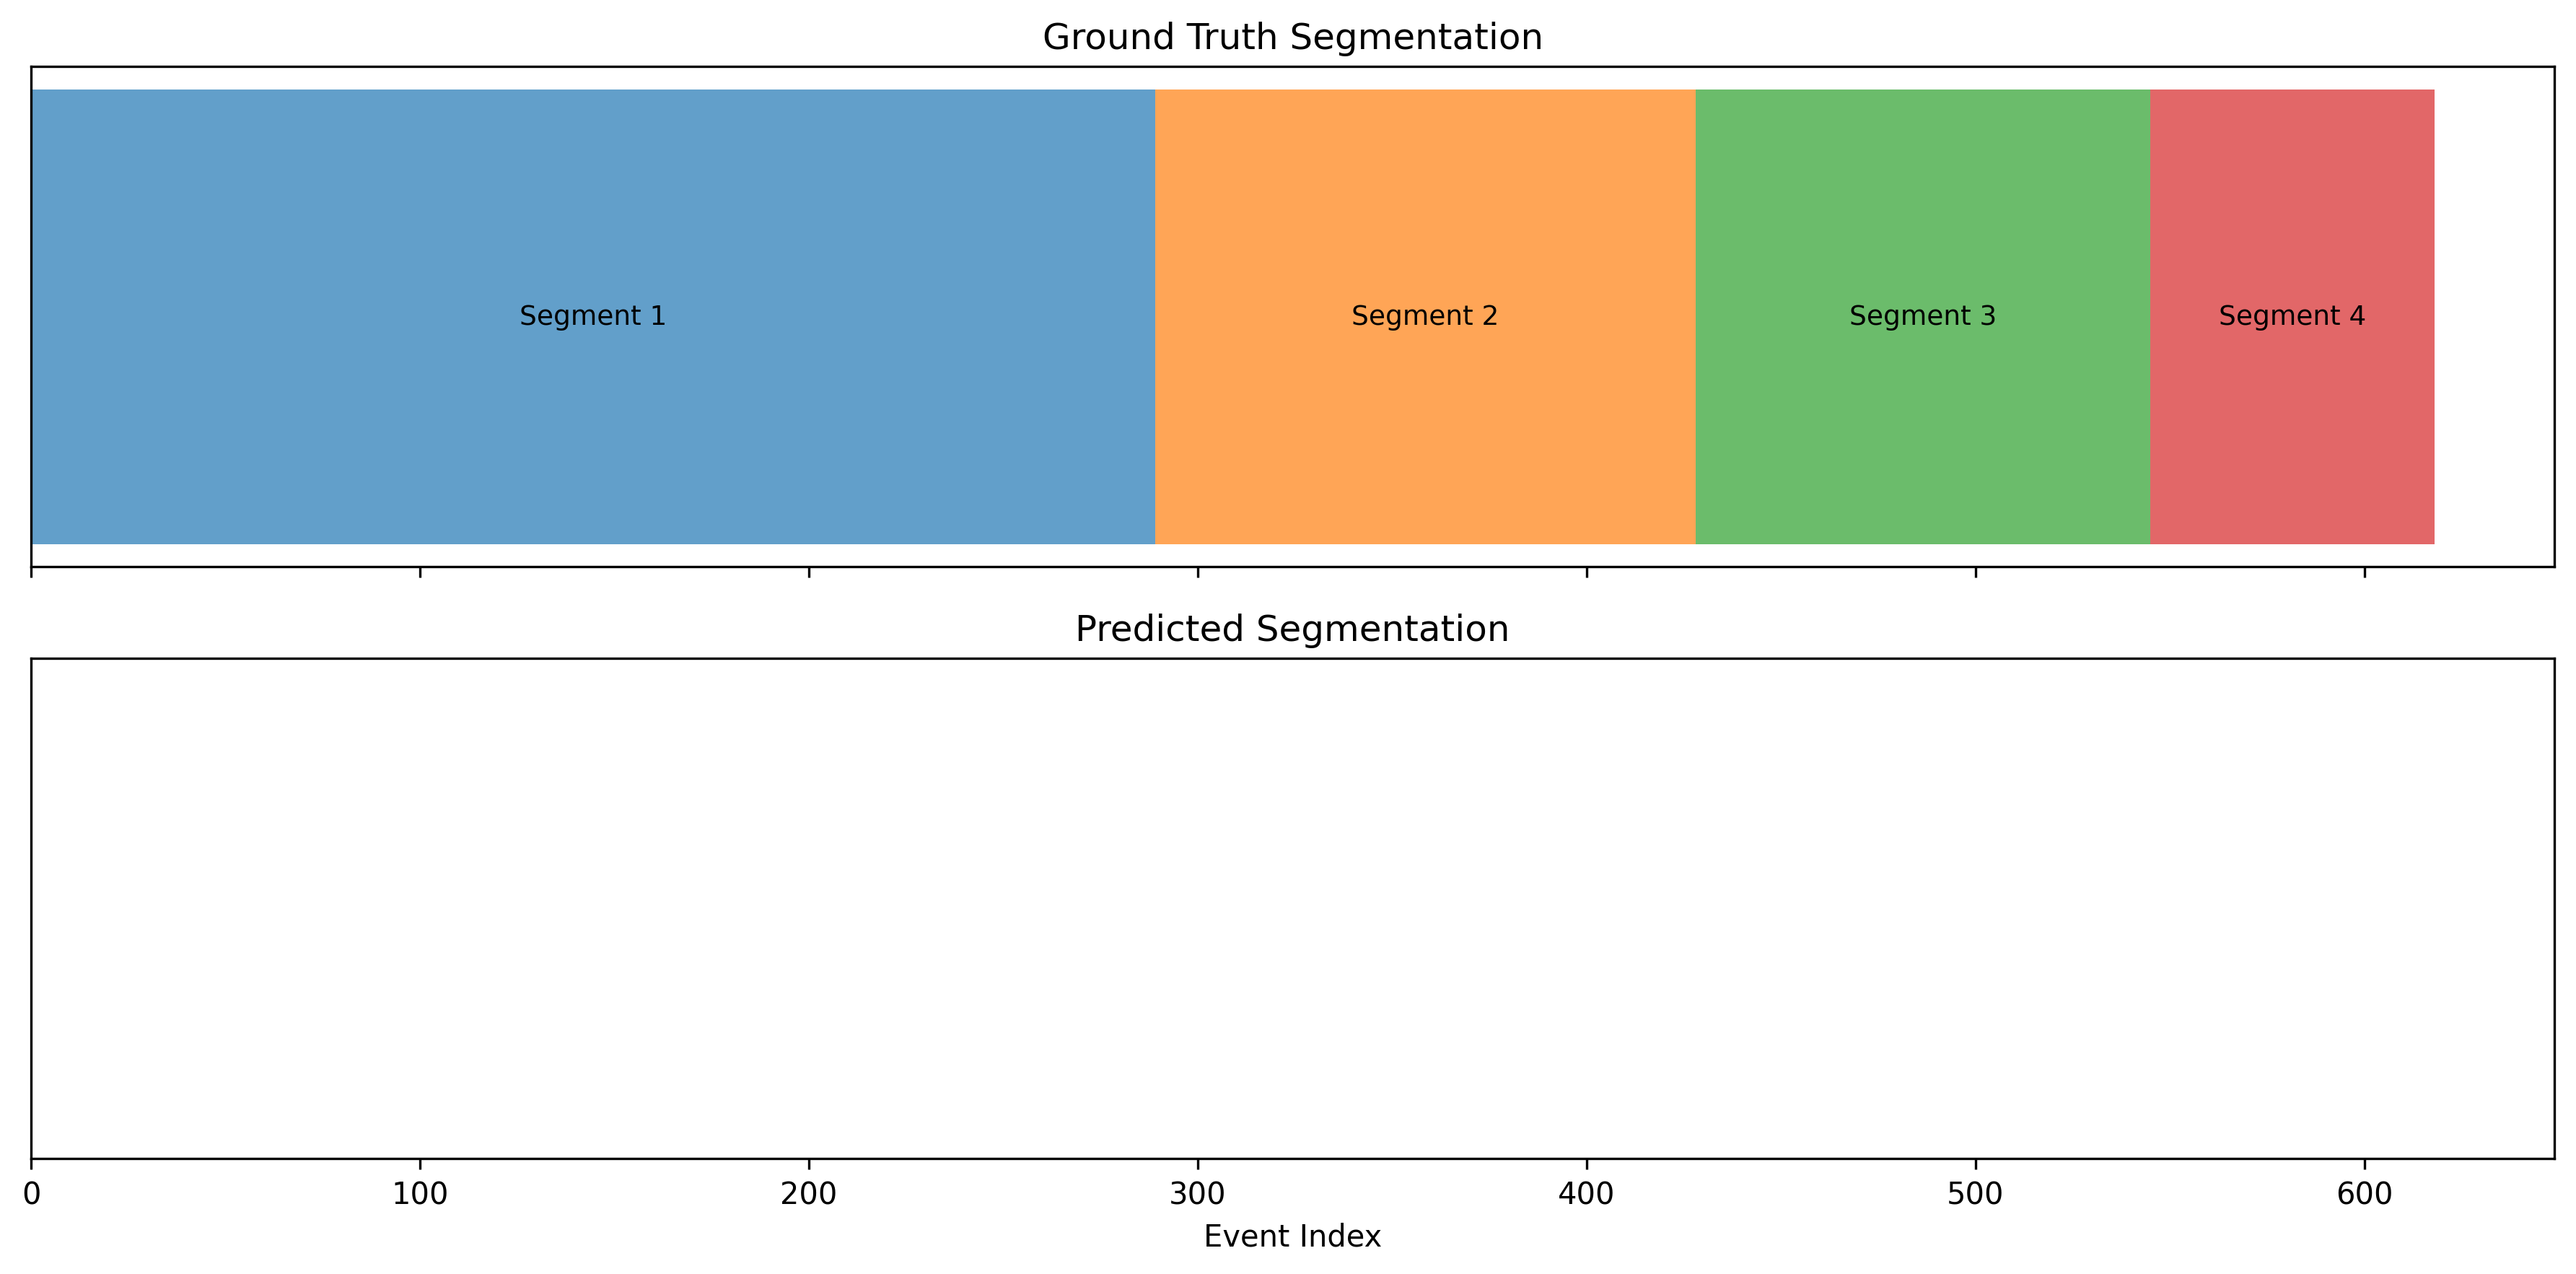 Ground Truth Segmentation
Segment 1 Segment 2 Segment 3 Segment 4
Predicted Segmentation
0 100 200 300 400 500 600
Event Index